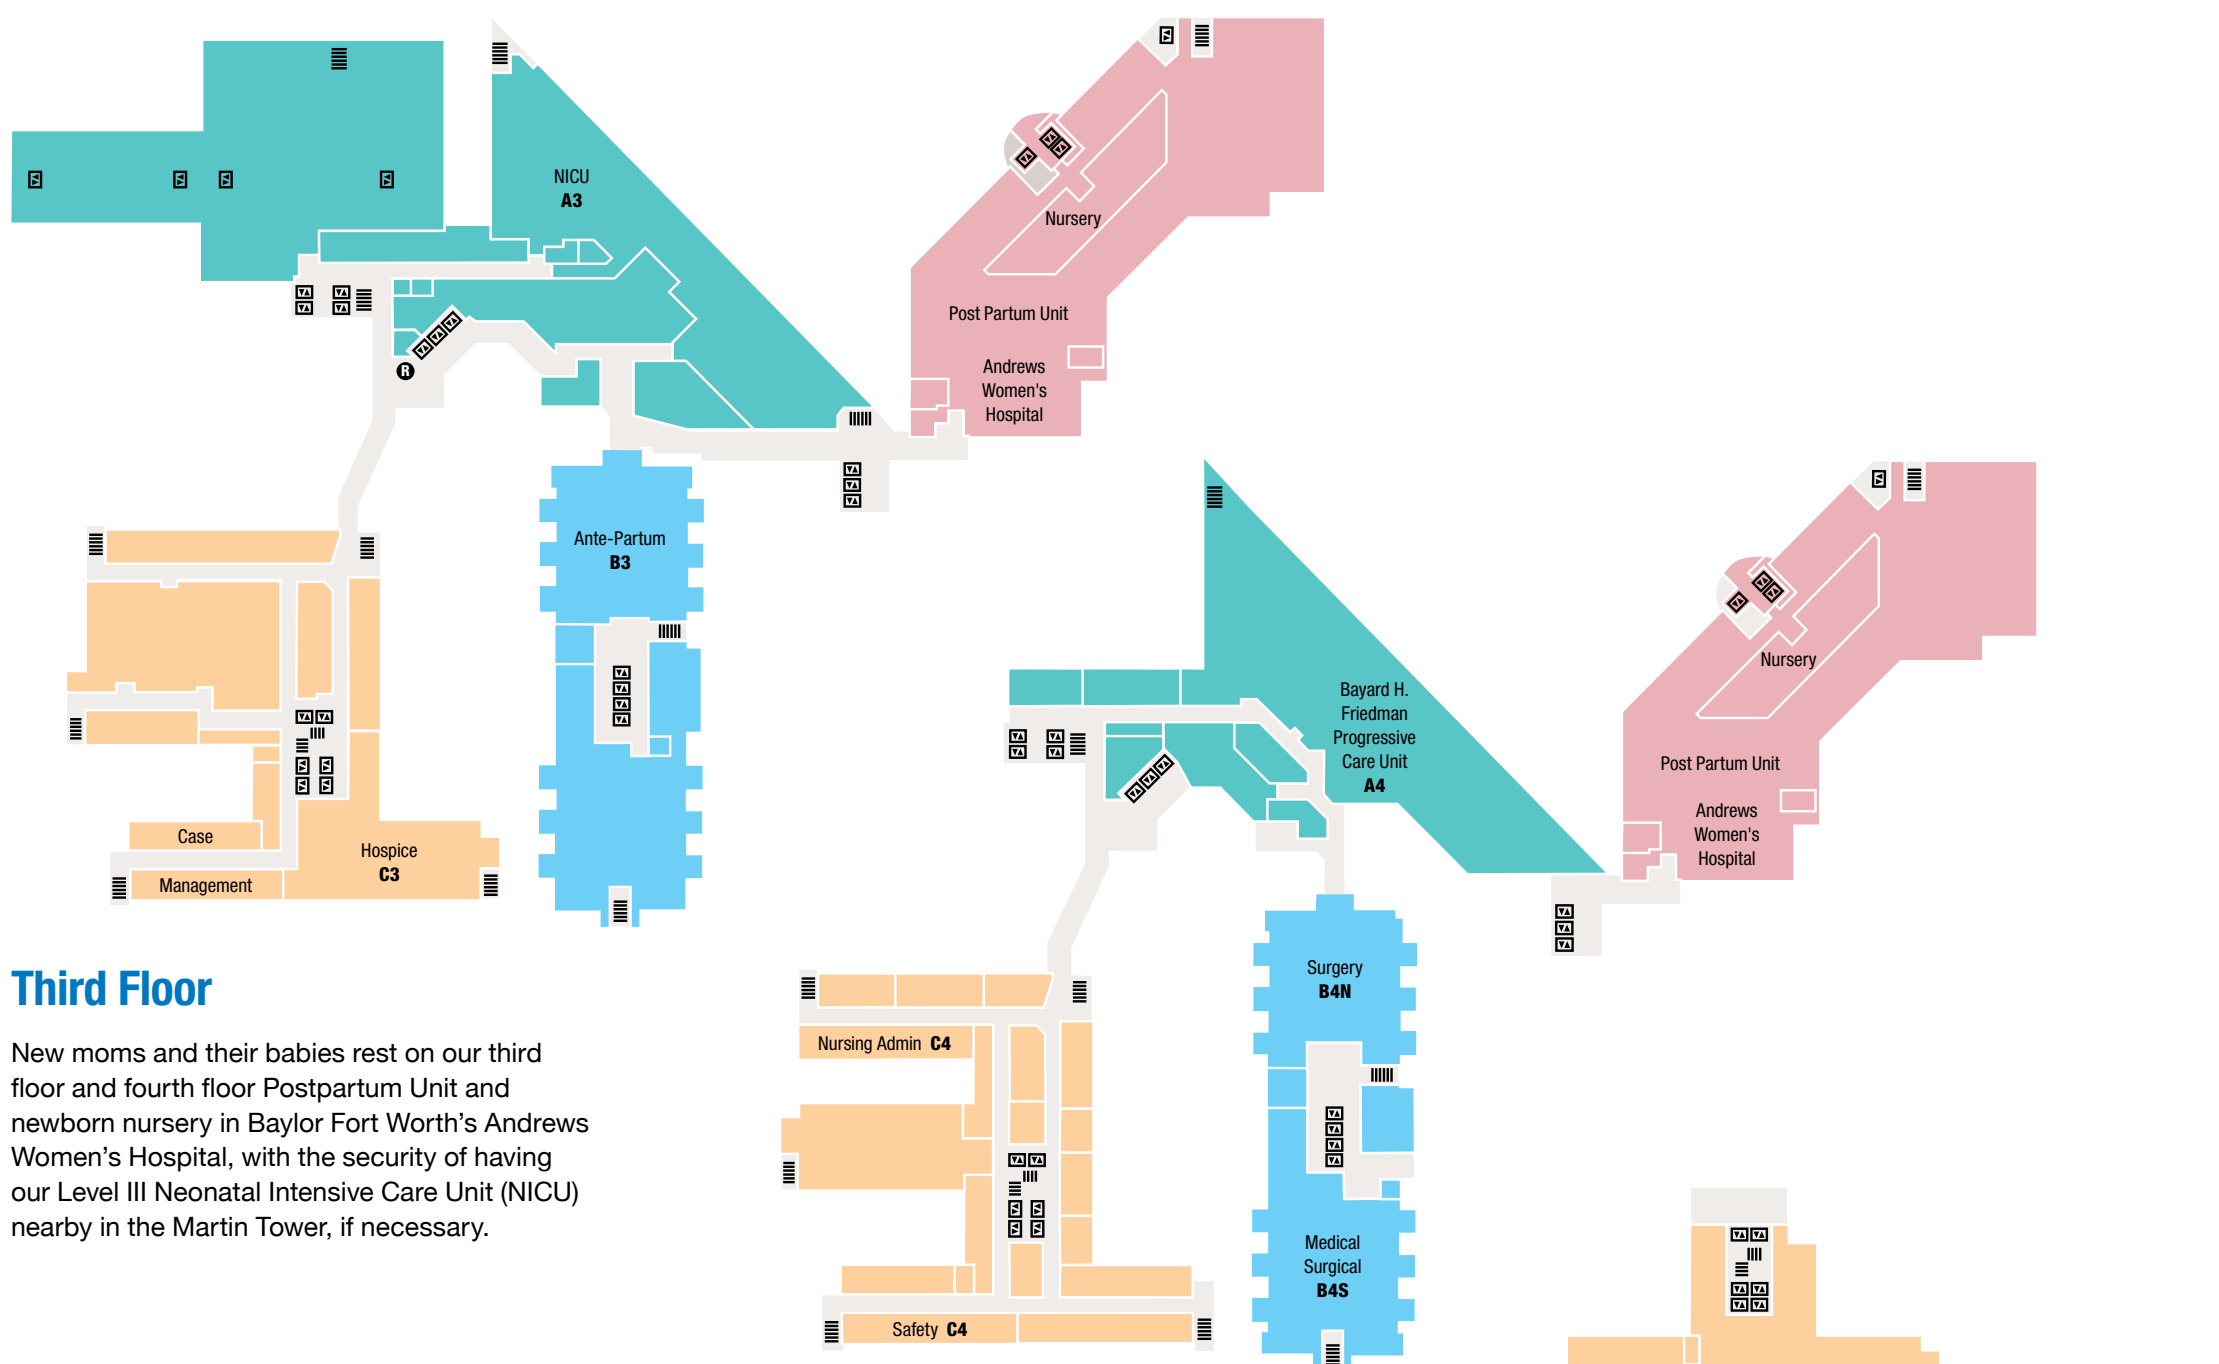 NICU
A3
Nursery
Post Partum Unit
Andrews
Women's
Hospital
R
Ante-Partum
B3
Case
Management
Hospice
C3
Third Floor
New moms and their babies rest on our third
floor and fourth floor Postpartum Unit and
newborn nursery in Baylor Fort Worth’s Andrews
Women’s Hospital, with the security of having
our Level III Neonatal Intensive Care Unit (NICU)
nearby in the Martin Tower, if necessary.
Bayard H.
Friedman
Progressive
Care Unit
A4
Nursery
Post Partum Unit
Andrews
Women's
Hospital
Surgery
B4N
Nursing Admin C4
Medical
Surgical
B4S
Safety C4